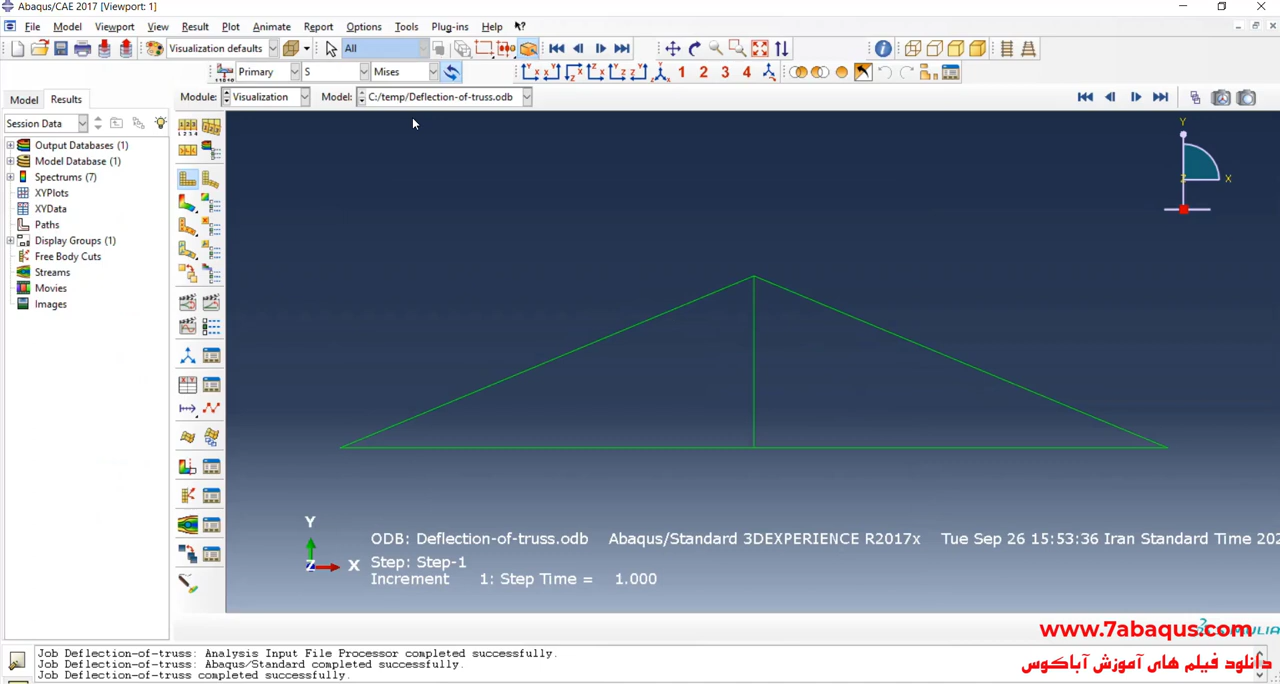 Abaqus/CAE 2017 [Viewport: 1]
File Model Viewport View Result Plot Animate Report Options Tools Plug-ins Help
Visualization defaults All
Primary S Mises 1 2 3 4
Model Results Module: Visualization Model: C:/temp/Deflection-of-truss.odb
Session Data
Output Databases (1)
Model Database (1)
Spectrums (7)
XYPlots
XYData
Paths
Display Groups (1)
Free Body Cuts
Streams
Movies
Images
Y
X
Z
Y
X
Z
ODB: Deflection-of-truss.odb Abaqus/Standard 3DEXPERIENCE R2017x Tue Sep 26 15:53:36 Iran Standard Time 202
Step: Step-1
Increment 1: Step Time = 1.000
www.7abaqus.com
دانلود فیلم های آموزش آباکوس
Job Deflection-of-truss: Analysis Input File Processor completed successfully.
Job Deflection-of-truss: Abaqus/Standard completed successfully.
Job Deflection-of-truss completed successfully.